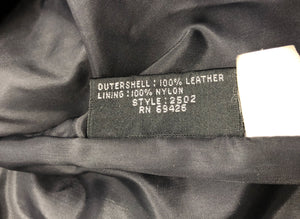 OUTERSHELL: 100% LEATHER
LINING: 100% NYLON
STYLE: 2502
RN 69426